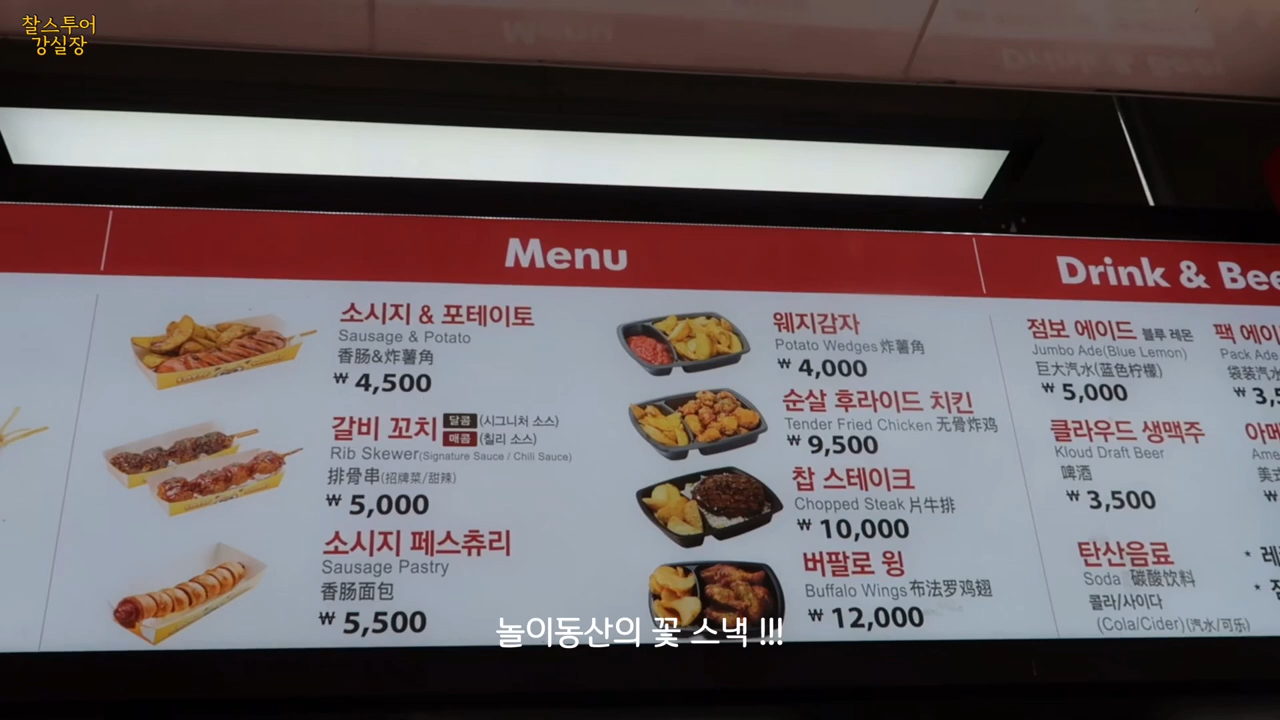 찰스투어
강실장
Menu
소시지 & 포테이토
Sausage & Potato
香肠&炸薯角
₩ 4,500
갈비 꼬치 달콤 (시그니처 소스)
매콤 (칠리 소스)
Rib Skewer(Signature Sauce / Chili Sauce)
排骨串(招牌菜/甜辣)
₩ 5,000
소시지 페스츄리
Sausage Pastry
香肠面包
₩ 5,500
웨지감자
Potato Wedges 炸薯角
₩ 4,000
순살 후라이드 치킨
Tender Fried Chicken 无骨炸鸡
₩ 9,500
찹 스테이크
Chopped Steak 片牛排
₩ 10,000
버팔로 윙
Buffalo Wings 布法罗鸡翅
₩ 12,000
Drink & Bee
점보 에이드 블루 레몬
Jumbo Ade(Blue Lemon)
巨大汽水(蓝色柠檬)
₩ 5,000
클라우드 생맥주
Kloud Draft Beer
啤酒
₩ 3,500
탄산음료
Soda 碳酸饮料
콜라/사이다
(Cola/Cider)(汽水/可乐)
팩 에이
Pack Ade
袋装汽水
₩ 3,5
아메
Ame
美式
₩
* 레
*
놀이동산의 꽃 스낵 !!!